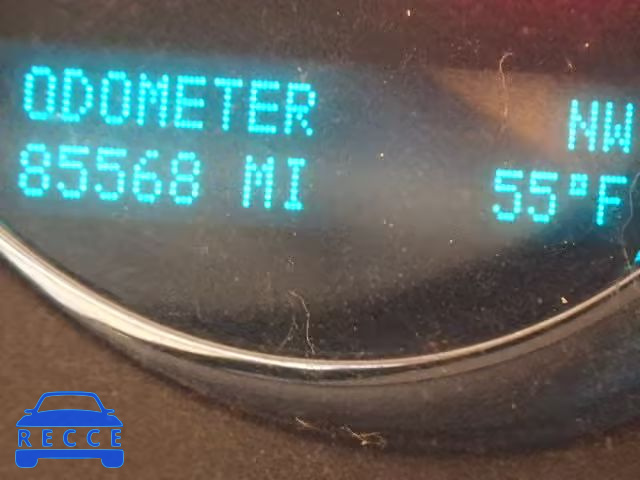 ODOMETER
NW
85568 MI
55°F
RECCE